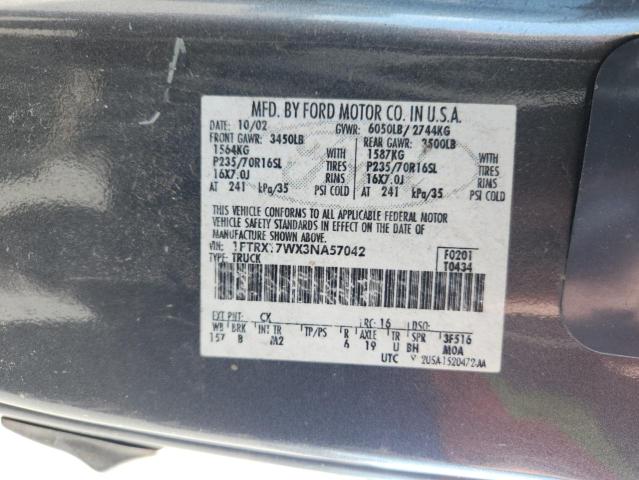 MFD. BY FORD MOTOR CO. IN U.S.A.
10/02 GVWR: 6050LB/ 2744KG
FRONT GAWR: 3450LB REAR GAWR: 3500LB
1564KG WITH 1587KG WITH
P235/70R16SL TIRES P235/70R16SL TIRES
16X7.0J RIMS 16X7.0J RIMS
AT 241 kPa/35 PSI COLD AT 241 kPa/35 PSI COLD
THIS VEHICLE CONFORMS TO ALL APPLICABLE FEDERAL MOTOR
VEHICLE SAFETY STANDARDS IN EFFECT ON THE DATE OF
MANUFACTURE SHOWN ABOVE.
VIN: 1FTRX 7WX3NA57042 F0201
TYPE: TRUCK T0434
EXT PNT: CX RC: 16 DSO:
WB BRK INT TR TP/PS R AXLE TR SPR 3F516
157 B M2 6 19 U BH MOA
UTC